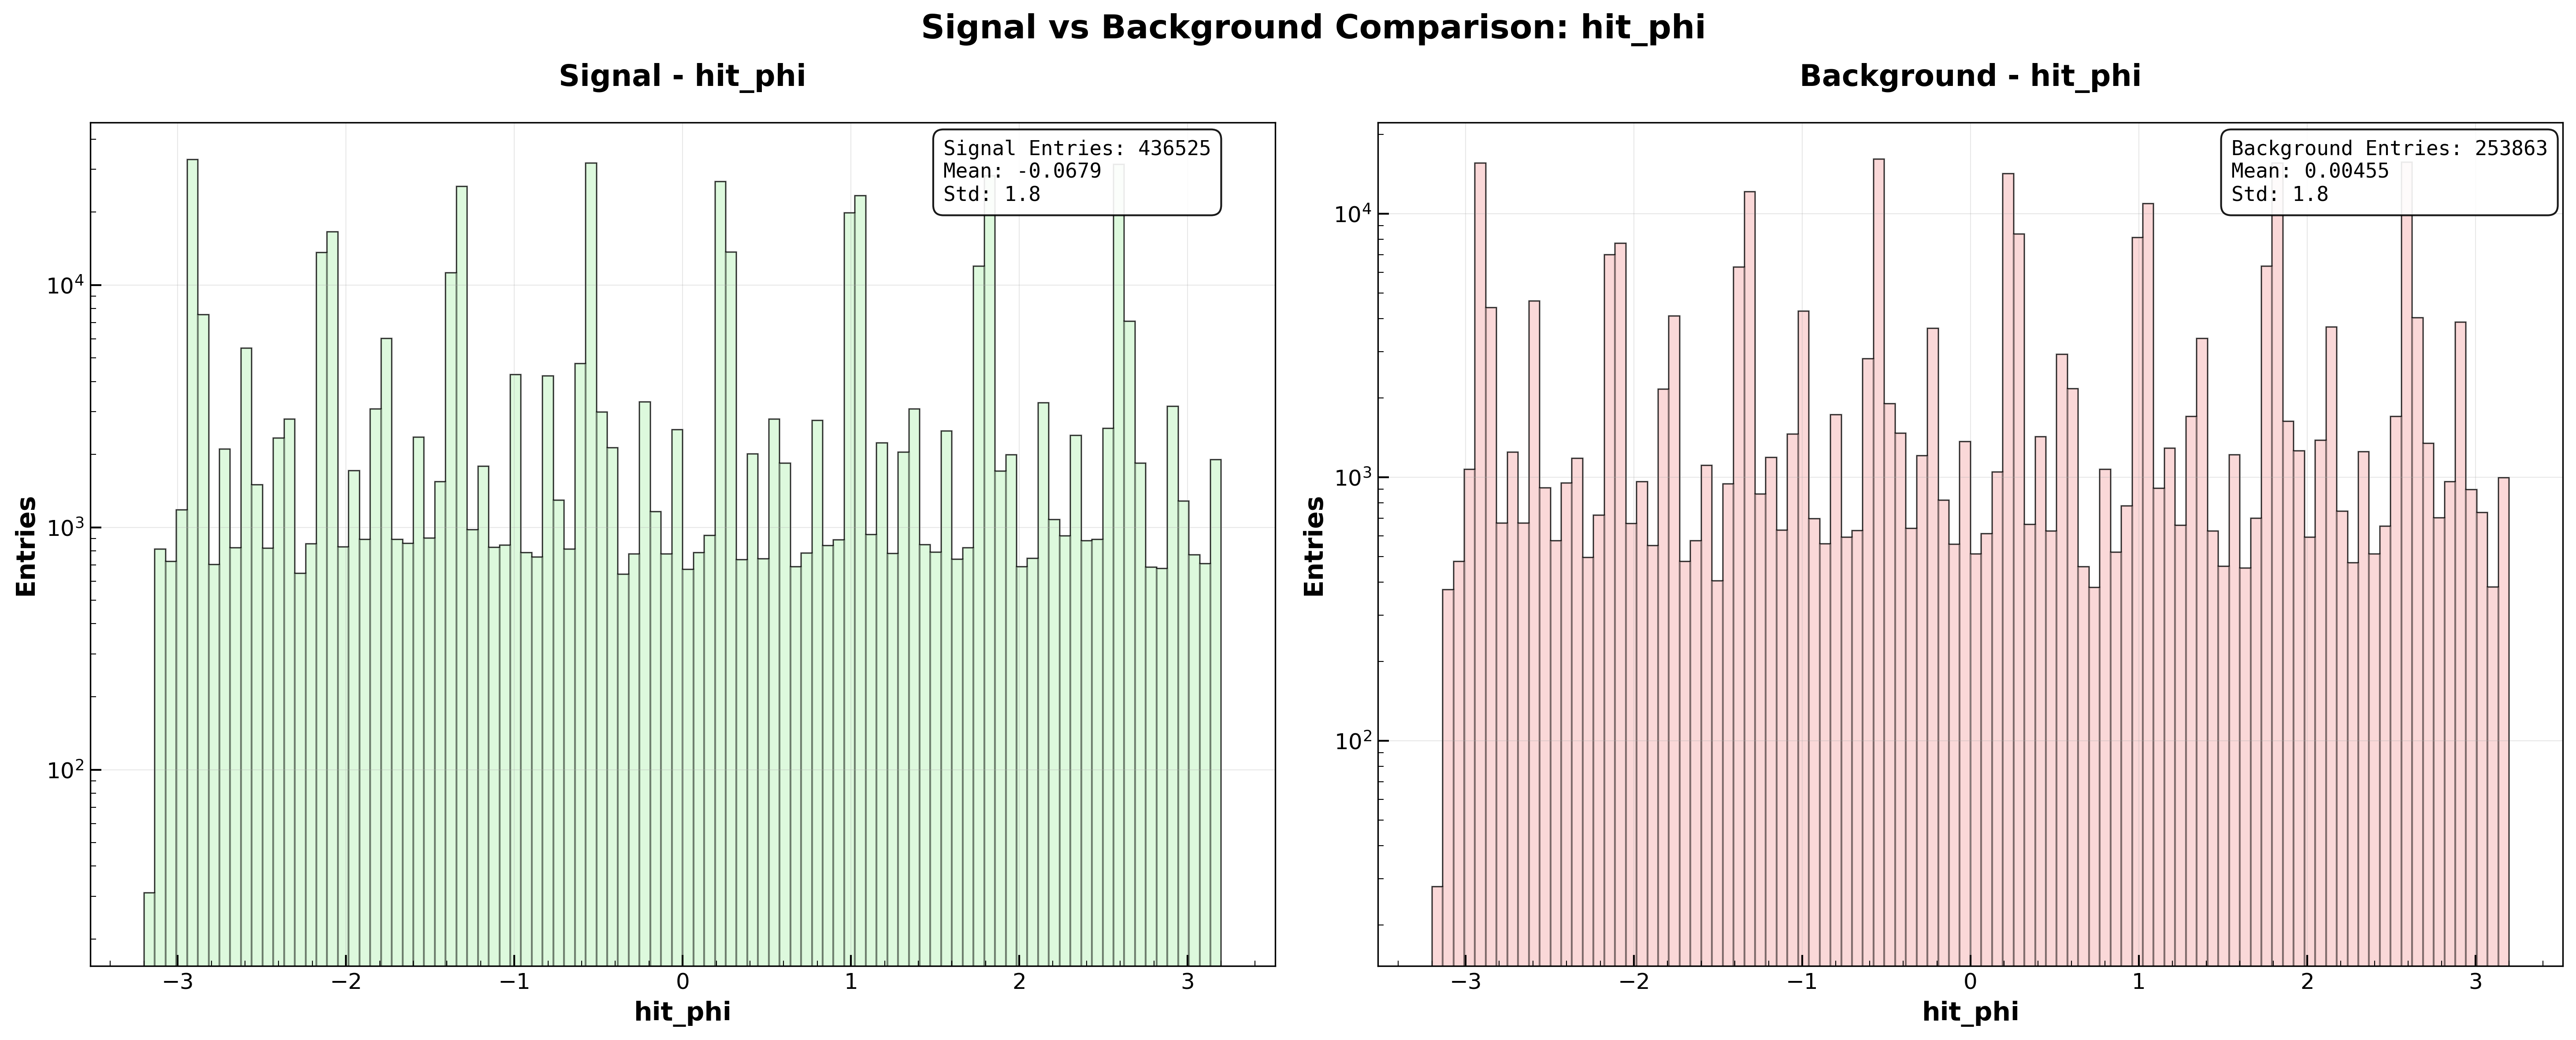 Signal vs Background Comparison: hit_phi
Signal - hit_phi
Signal Entries: 436525
Mean: -0.0679
Std: 1.8
Entries
10^4
10^3
10^2
−3 −2 −1 0 1 2 3
hit_phi
Background - hit_phi
Background Entries: 253863
Mean: 0.00455
Std: 1.8
Entries
10^4
10^3
10^2
−3 −2 −1 0 1 2 3
hit_phi